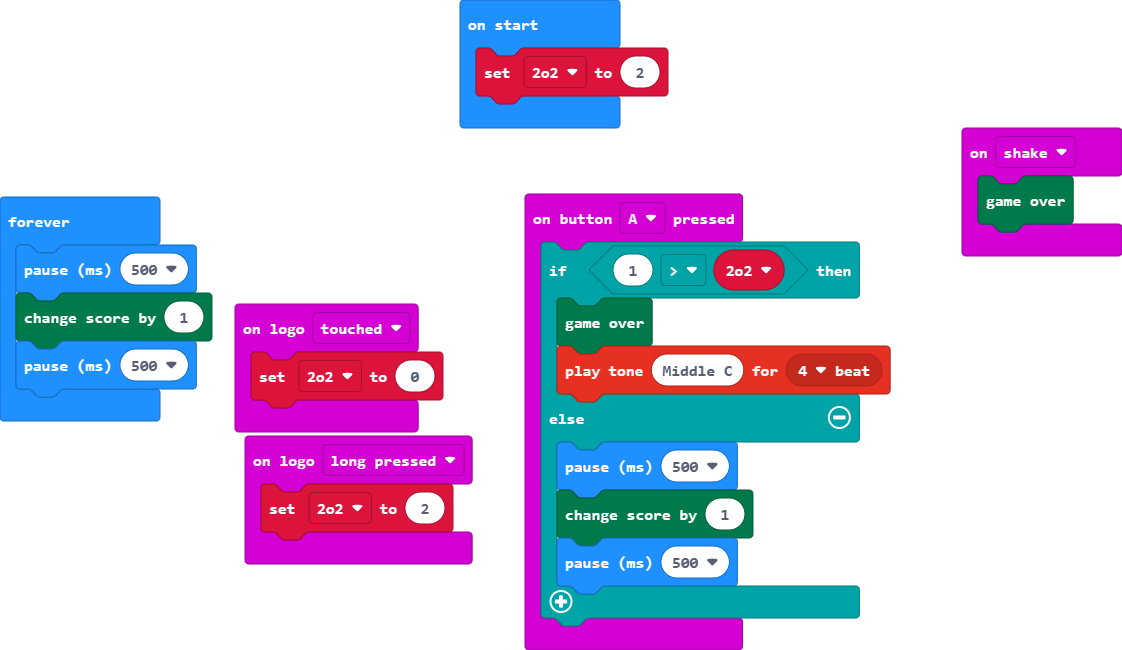 on start
set 2o2 to 2
on shake
game over
forever
pause (ms) 500
change score by 1
pause (ms) 500
on logo touched
set 2o2 to 0
on logo long pressed
set 2o2 to 2
on button A pressed
if 1 > 2o2 then
game over
play tone Middle C for 4 beat
else
pause (ms) 500
change score by 1
pause (ms) 500